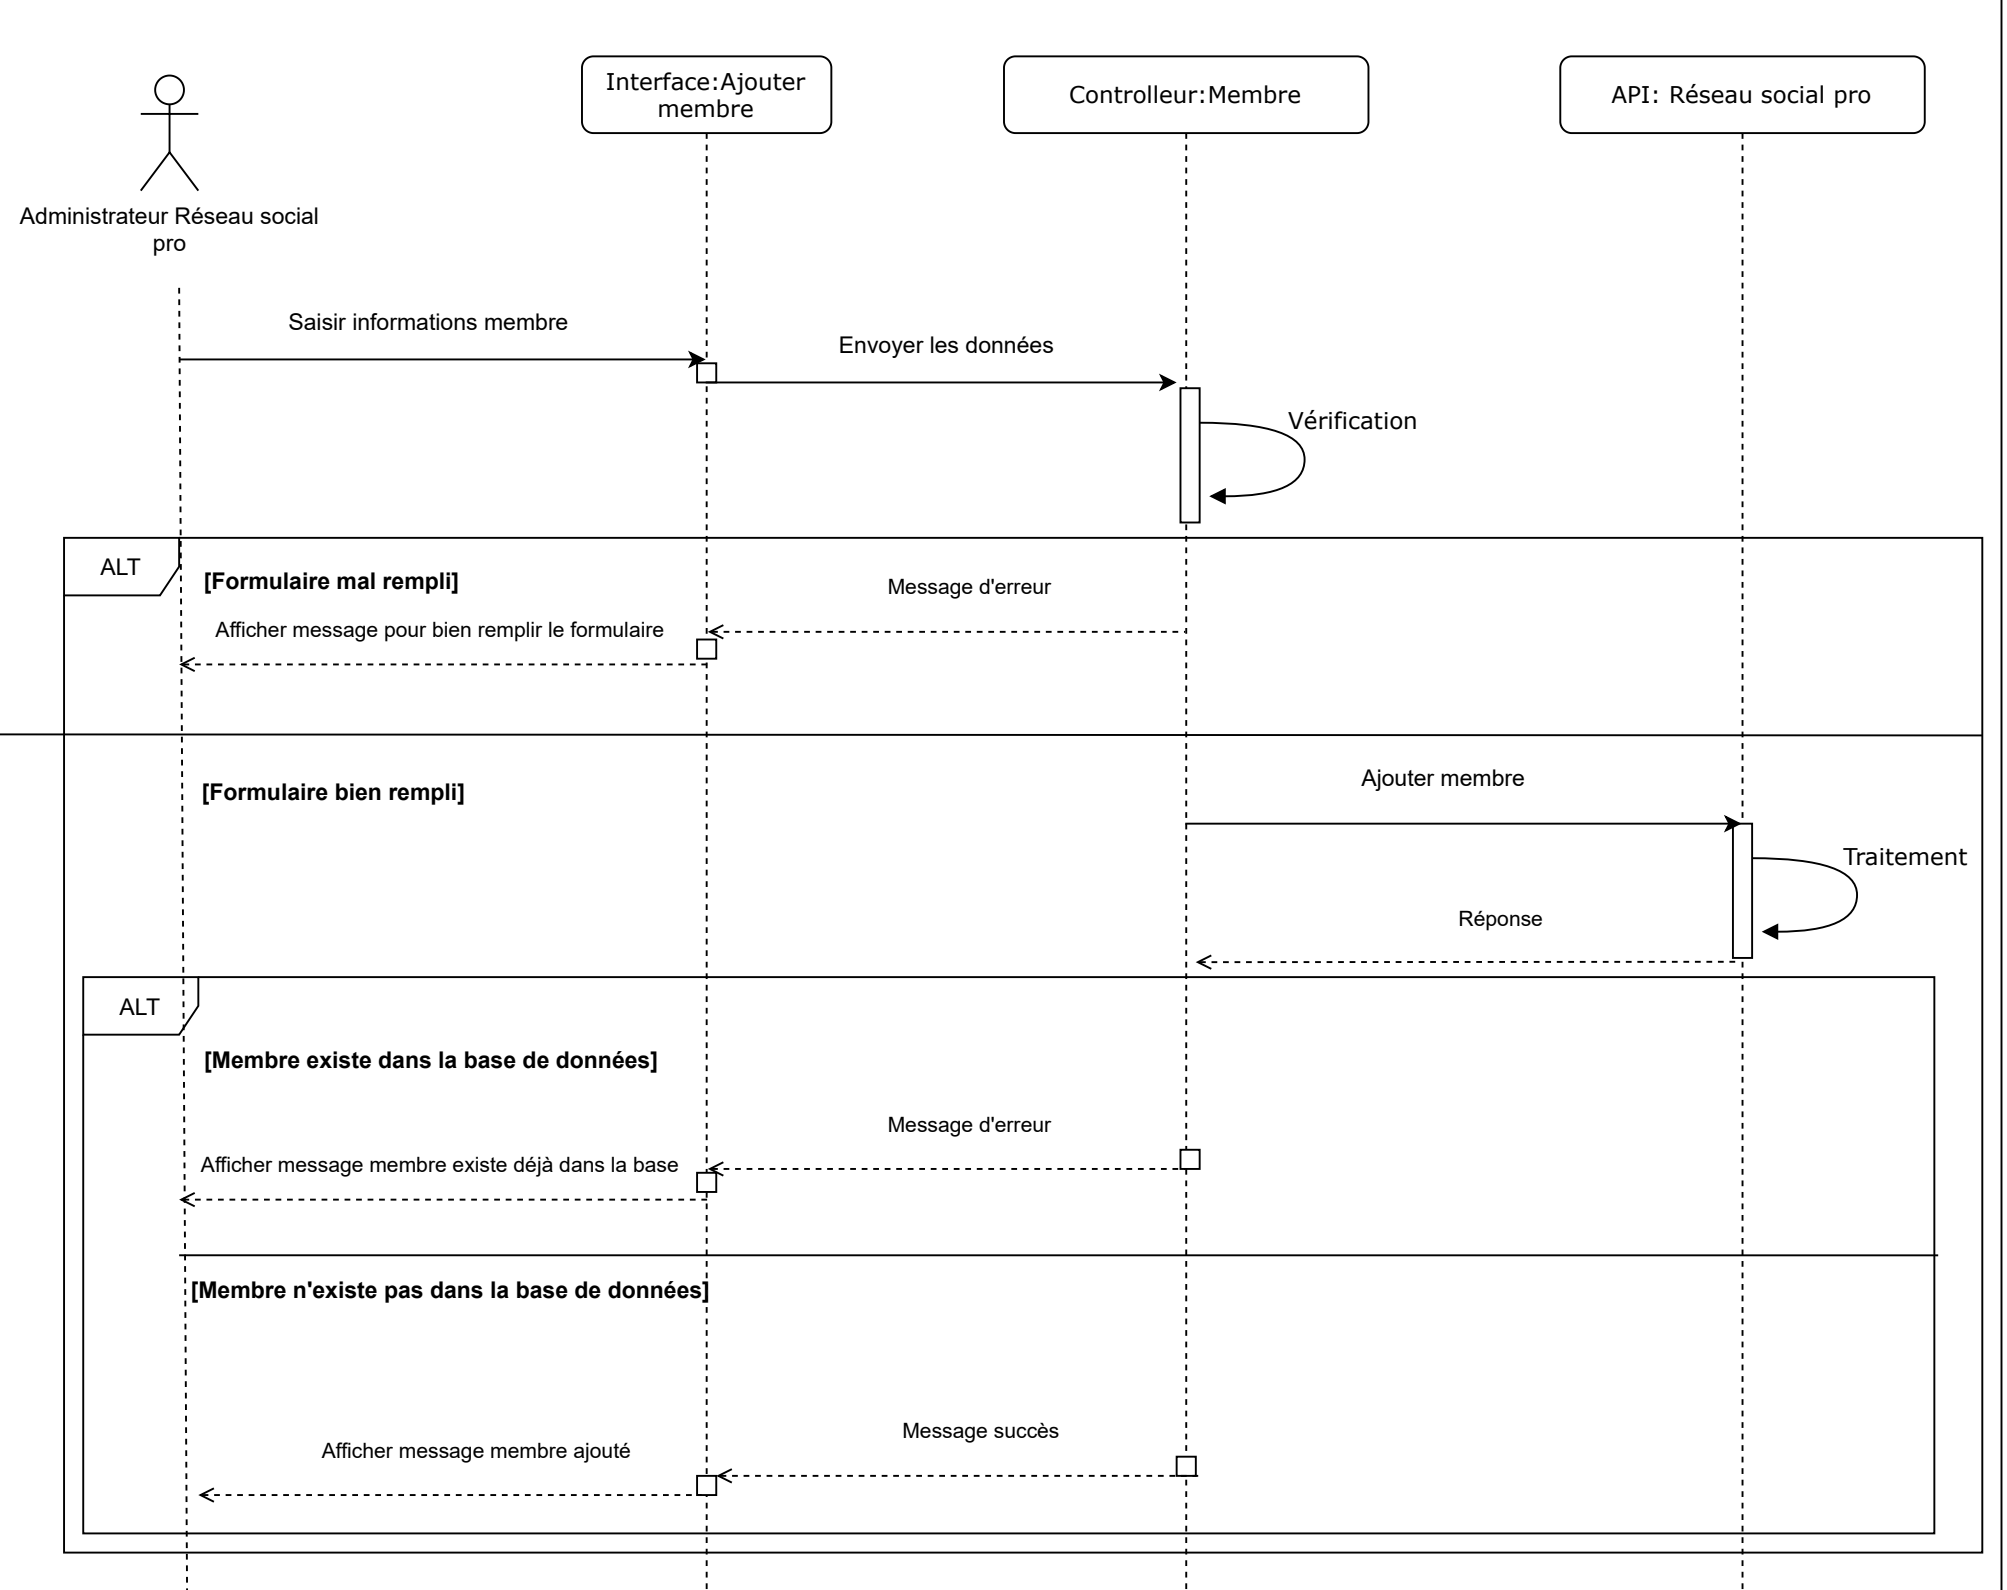 Interface:Ajouter
membre
Controlleur:Membre
API: Réseau social pro
Administrateur Réseau social
pro
Saisir informations membre
Envoyer les données
Vérification
ALT
[Formulaire mal rempli]
Message d'erreur
Afficher message pour bien remplir le formulaire
[Formulaire bien rempli]
Ajouter membre
Traitement
Réponse
ALT
[Membre existe dans la base de données]
Message d'erreur
Afficher message membre existe déjà dans la base
[Membre n'existe pas dans la base de données]
Message succès
Afficher message membre ajouté